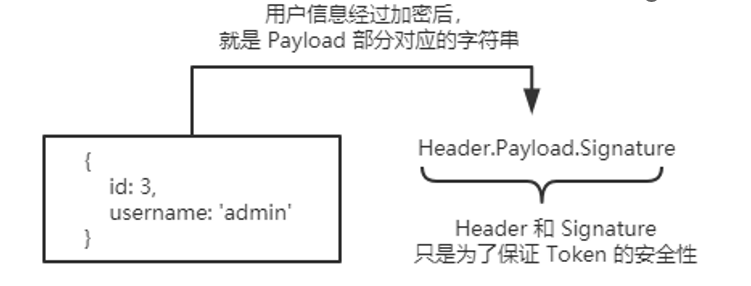 用户信息经过加密后，
就是 Payload 部分对应的字符串
{
id: 3,
username: 'admin'
}
Header.Payload.Signature
Header 和 Signature
只是为了保证 Token 的安全性